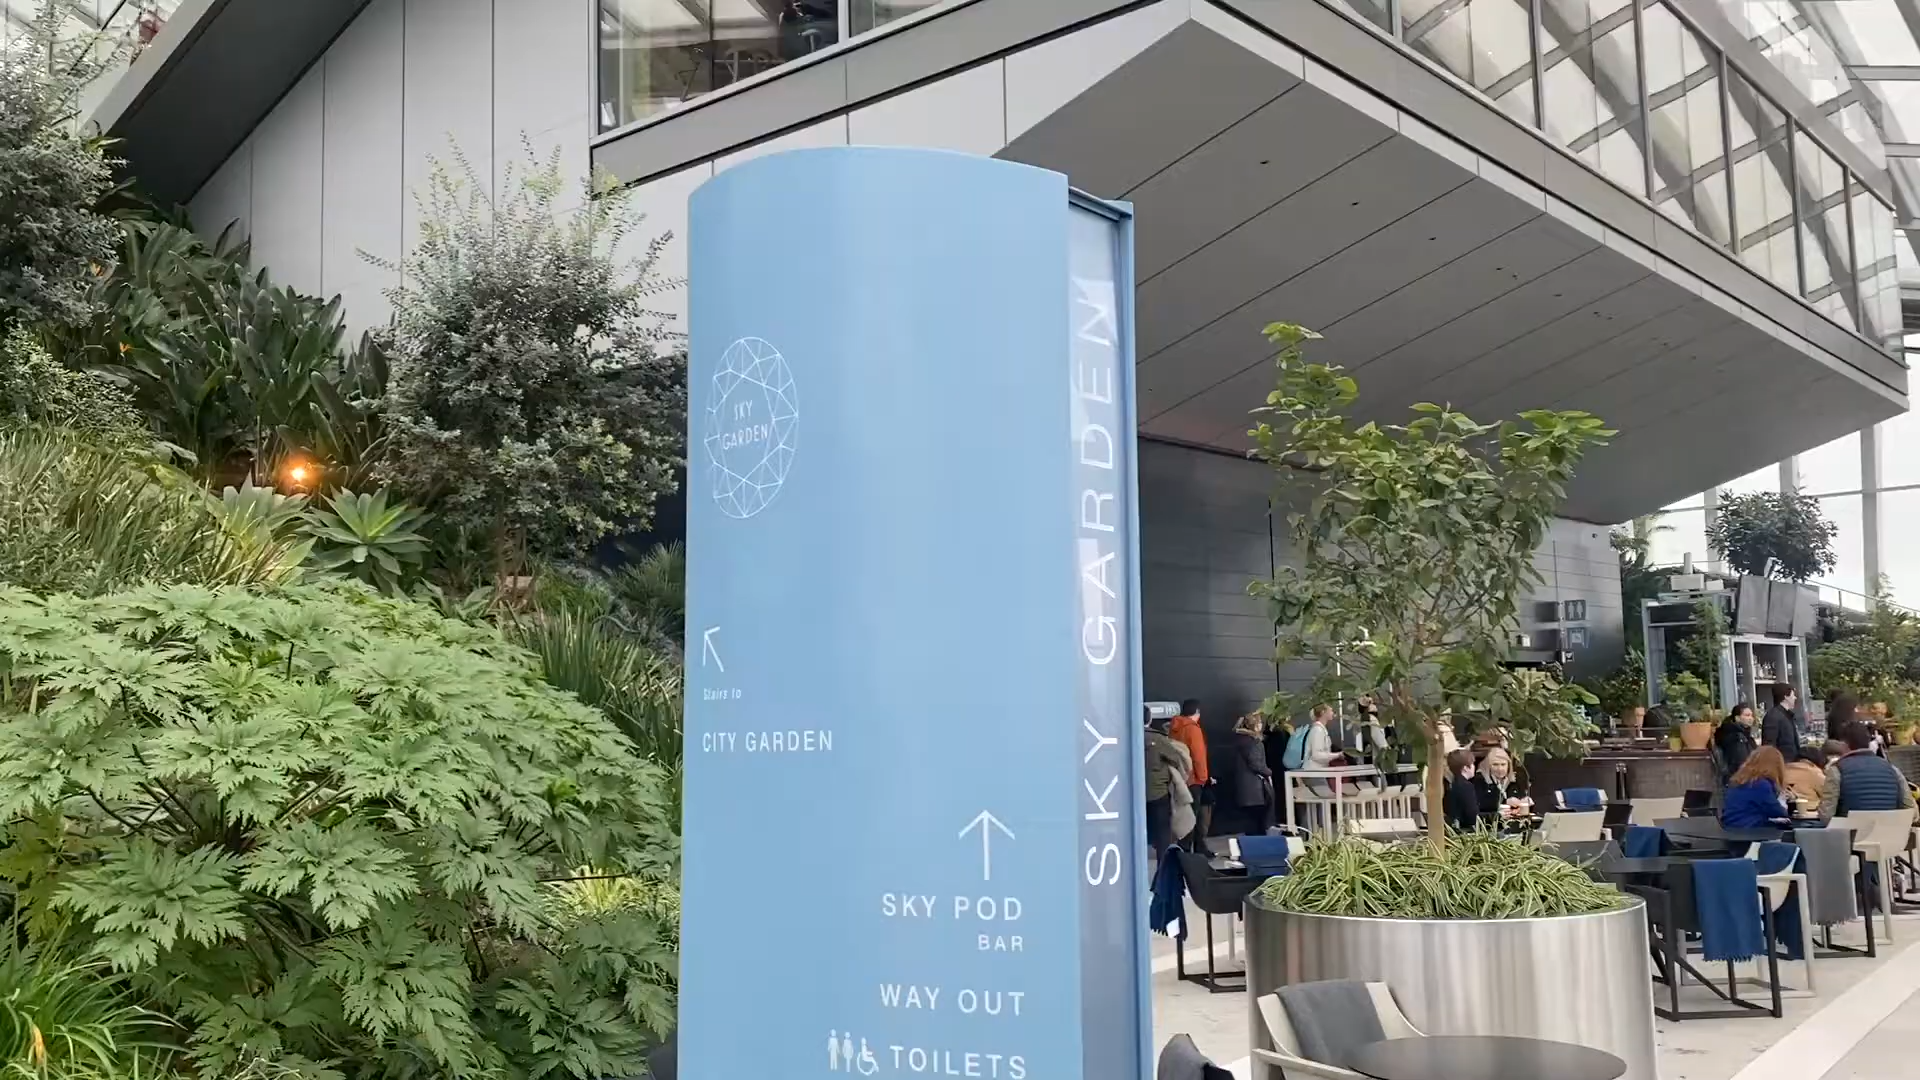 SKY
GARDEN
Stairs to
CITY GARDEN
SKY POD
BAR
WAY OUT
TOILETS
SKY GARDEN